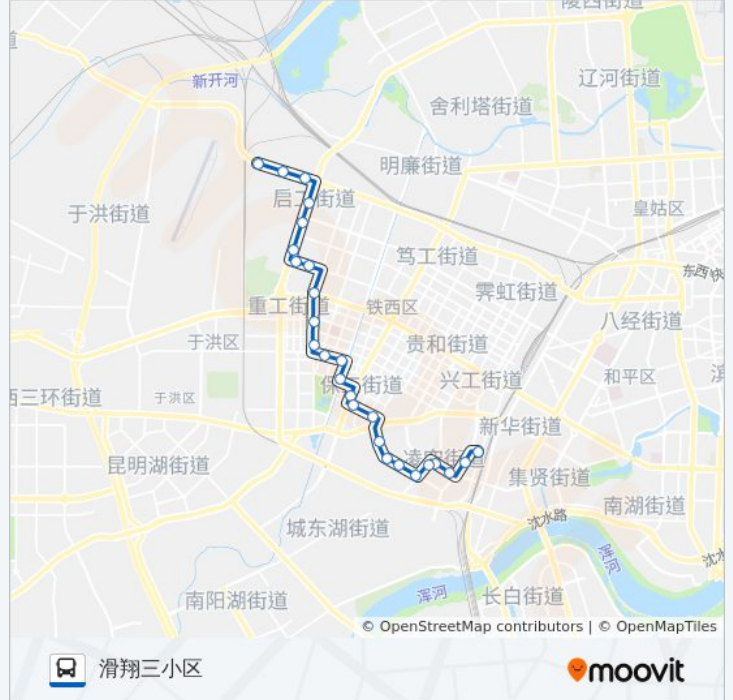 陵西街道
道
新开河
辽河街道
舍利塔街道
明廉街道
启工街道
于洪街道
皇姑区
笃工街道
东西快
霁虹街道
重工街道
铁西区
八经街道
于洪区
贵和街道
保工街道
兴工街道
和平区
滨
西三环街道
于洪区
新华街道
凌空街道
昆明湖街道
集贤街道
南湖街道
沈水路
城东湖街道
浑河
沈水
南阳湖街道
浑河
长白街道
© OpenStreetMap contributors | © OpenMapTiles
滑翔三小区
moovit